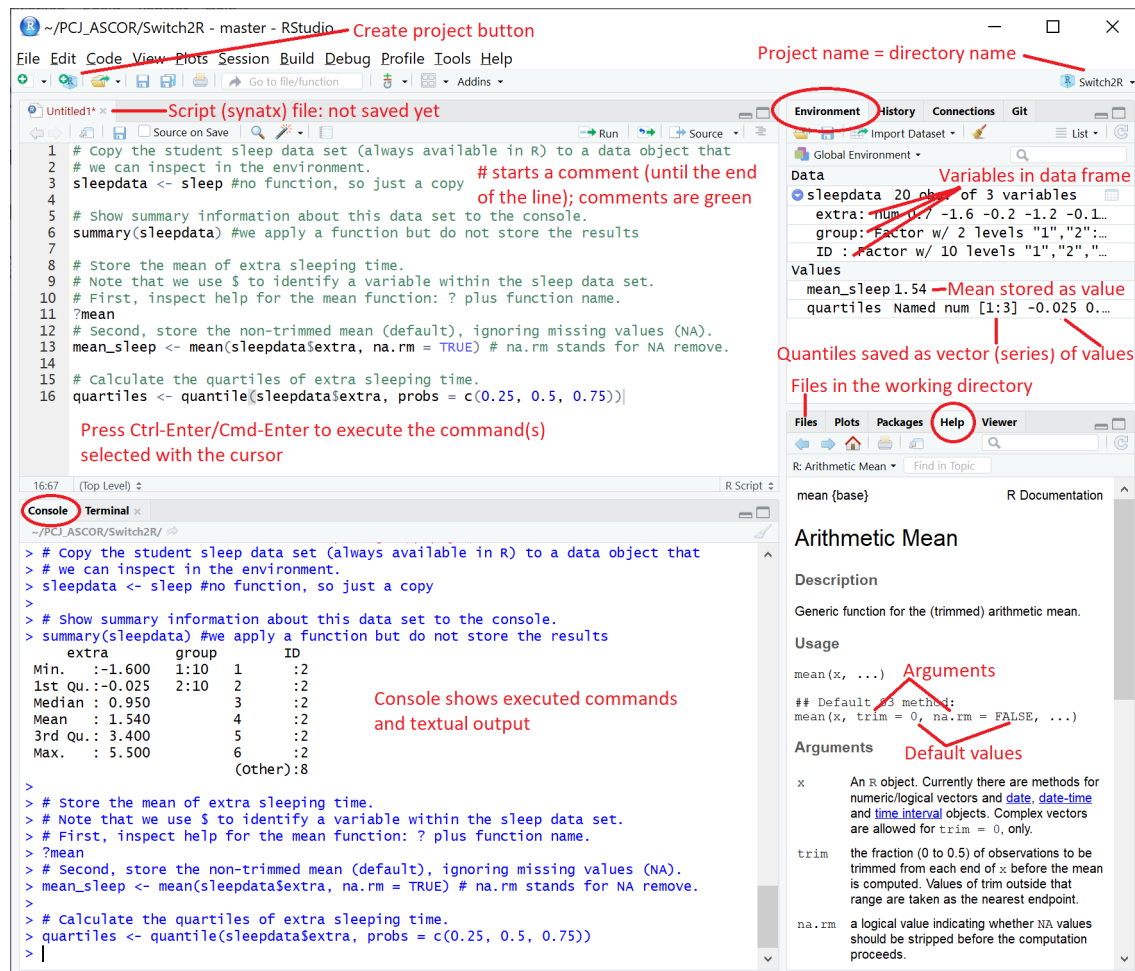 ~/PCJ_ASCOR/Switch2R - master - RStudio
Create project button
File Edit Code View Plots Session Build Debug Profile Tools Help
Project name = directory name
Go to file/function
Addins
Switch2R
Untitled1*
Script (synatx) file: not saved yet
Source on Save
Run
Source
1 # Copy the student sleep data set (always available in R) to a data object that
2 # we can inspect in the environment.
3 sleepdata <- sleep #no function, so just a copy
4
5 # Show summary information about this data set to the console.
6 summary(sleepdata) #we apply a function but do not store the results
7
8 # Store the mean of extra sleeping time.
9 # Note that we use $ to identify a variable within the sleep data set.
10 # First, inspect help for the mean function: ? plus function name.
11 ?mean
12 # Second, store the non-trimmed mean (default), ignoring missing values (NA).
13 mean_sleep <- mean(sleepdata$extra, na.rm = TRUE) # na.rm stands for NA remove.
14
15 # Calculate the quartiles of extra sleeping time.
16 quartiles <- quantile(sleepdata$extra, probs = c(0.25, 0.5, 0.75))
# starts a comment (until the end
of the line); comments are green
Press Ctrl-Enter/Cmd-Enter to execute the command(s)
selected with the cursor
16:67 (Top Level) R Script
Console Terminal
~/PCJ_ASCOR/Switch2R/
> # Copy the student sleep data set (always available in R) to a data object that
> # we can inspect in the environment.
> sleepdata <- sleep #no function, so just a copy
>
> # Show summary information about this data set to the console.
> summary(sleepdata) #we apply a function but do not store the results
extra group ID
Min. :-1.600 1:10 1 :2
1st Qu.:-0.025 2:10 2 :2
Median : 0.950 3 :2
Mean : 1.540 4 :2
3rd Qu.: 3.400 5 :2
Max. : 5.500 6 :2
(Other):8
>
> # Store the mean of extra sleeping time.
> # Note that we use $ to identify a variable within the sleep data set.
> # First, inspect help for the mean function: ? plus function name.
> ?mean
> # Second, store the non-trimmed mean (default), ignoring missing values (NA).
> mean_sleep <- mean(sleepdata$extra, na.rm = TRUE) # na.rm stands for NA remove.
>
> # Calculate the quartiles of extra sleeping time.
> quartiles <- quantile(sleepdata$extra, probs = c(0.25, 0.5, 0.75))
>
Console shows executed commands
and textual output
Environment History Connections Git
Import Dataset List
Global Environment
Data
Variables in data frame
sleepdata 20 obs. of 3 variables
extra: num 0.7 -1.6 -0.2 -1.2 -0.1…
group: Factor w/ 2 levels "1","2":…
ID : Factor w/ 10 levels "1","2","…
Values
mean_sleep 1.54
Mean stored as value
quartiles Named num [1:3] -0.025 0.…
Quantiles saved as vector (series) of values
Files in the working directory
Files Plots Packages Help Viewer
R: Arithmetic Mean Find in Topic
mean {base} R Documentation
Arithmetic Mean
Description
Generic function for the (trimmed) arithmetic mean.
Usage
mean(x, ...)
Arguments
## Default S3 method:
mean(x, trim = 0, na.rm = FALSE, ...)
Default values
Arguments
x An R object. Currently there are methods for
numeric/logical vectors and date, date-time
and time interval objects. Complex vectors
are allowed for trim = 0, only.
trim the fraction (0 to 0.5) of observations to be
trimmed from each end of x before the mean
is computed. Values of trim outside that
range are taken as the nearest endpoint.
na.rm a logical value indicating whether NA values
should be stripped before the computation
proceeds.